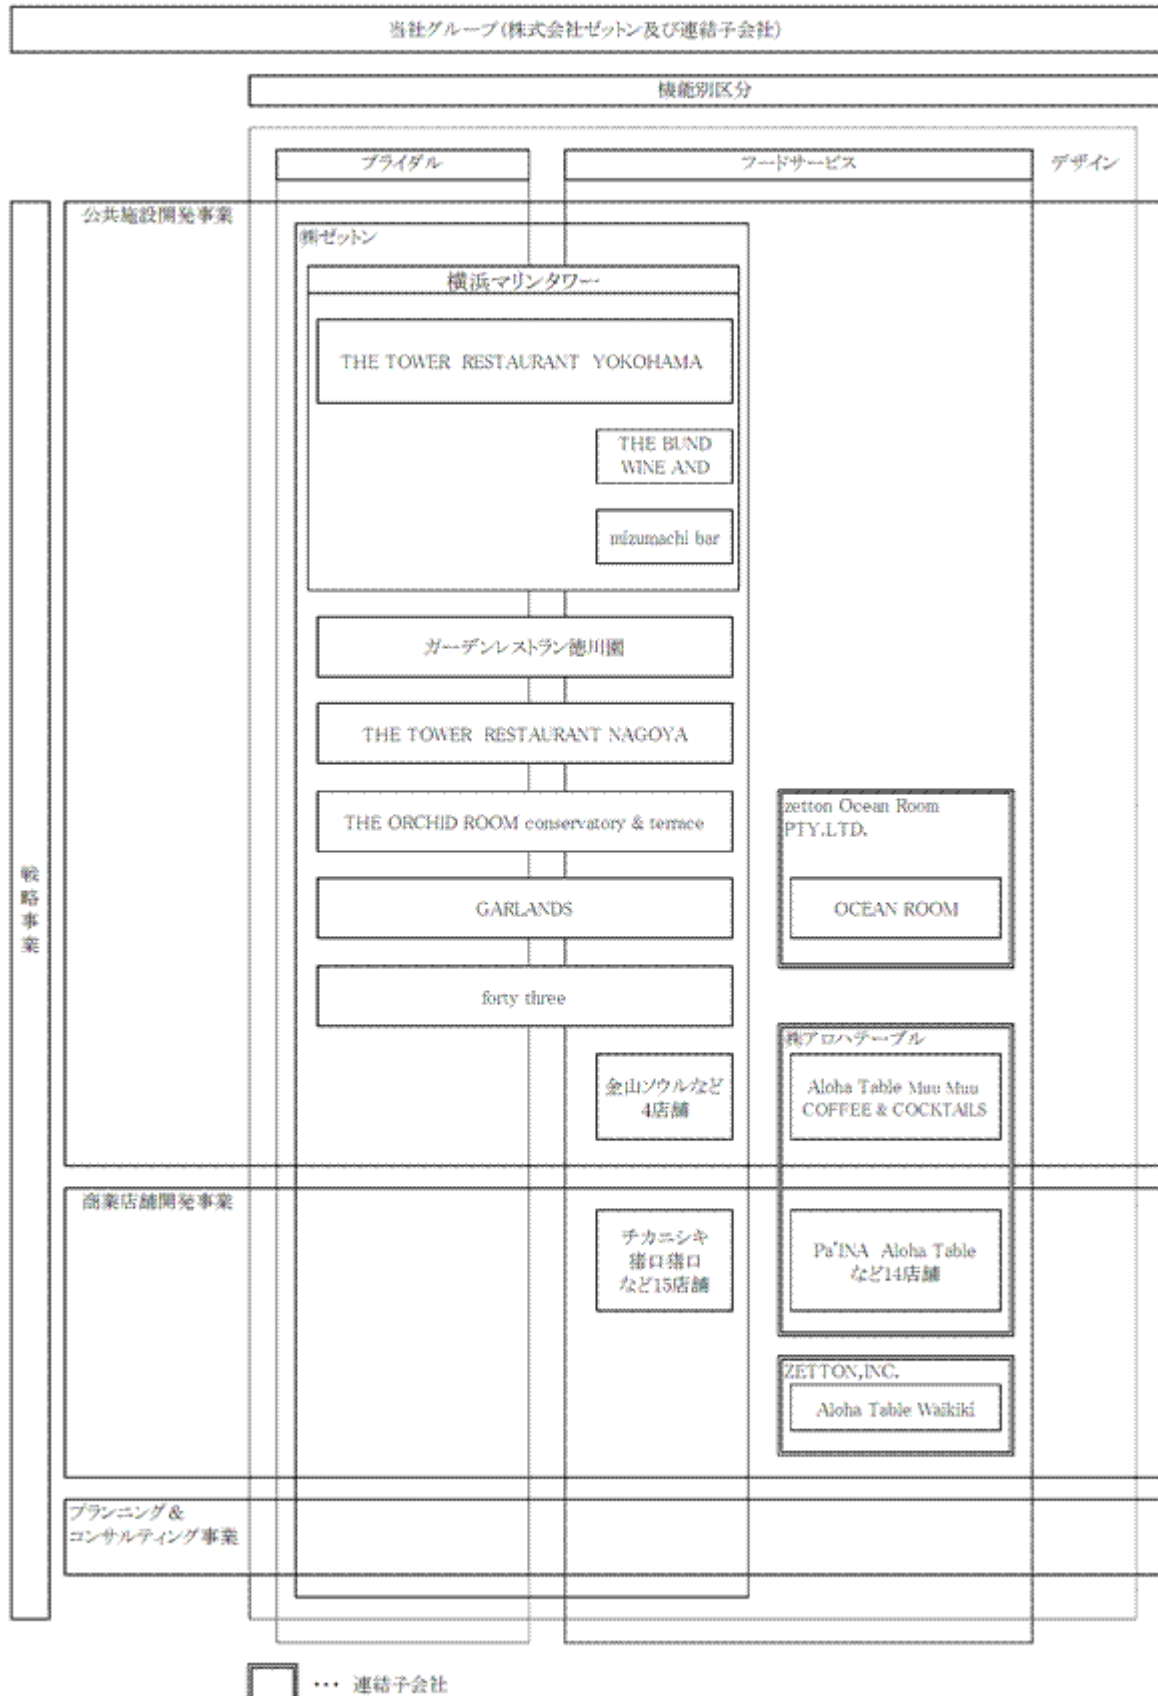 当社グループ(株式会社ゼットン及び連結子会社)
機能別区分
ブライダル
フードサービス
デザイン
戦略事業
公共施設開発事業
㈱ゼットン
横浜マリンタワー
THE TOWER RESTAURANT YOKOHAMA
THE BUND
WINE AND
mizumachi bar
ガーデンレストラン徳川園
THE TOWER RESTAURANT NAGOYA
THE ORCHID ROOM conservatory & terrace
GARLANDS
forty three
金山ソウルなど
4店舗
zetton Ocean Room
PTY.LTD.
OCEAN ROOM
㈱アロハテーブル
Aloha Table Muu Muu
COFFEE & COCKTAILS
商業店舗開発事業
チカニシキ
猪口猪口
など15店舗
Pa'INA Aloha Table
など14店舗
ZETTON,INC.
Aloha Table Waikiki
プランニング&
コンサルティング事業
… 連結子会社